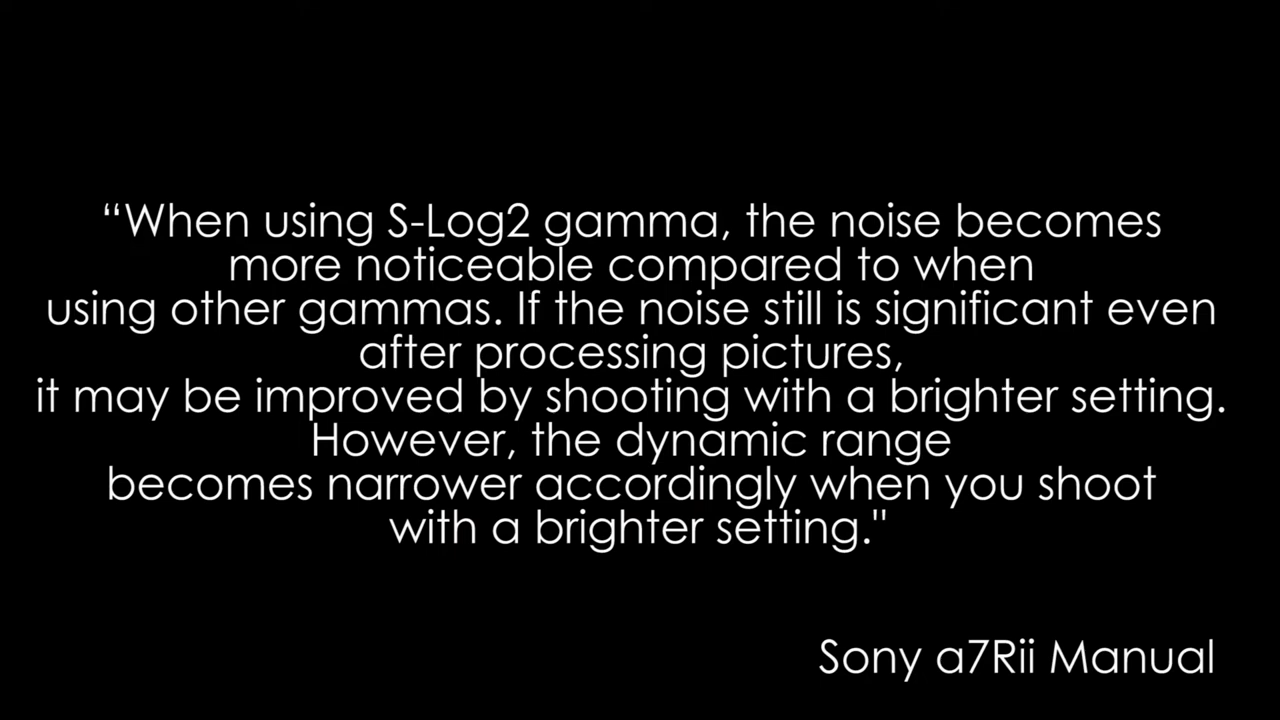 “When using S-Log2 gamma, the noise becomes
more noticeable compared to when
using other gammas. If the noise still is significant even
after processing pictures,
it may be improved by shooting with a brighter setting.
However, the dynamic range
becomes narrower accordingly when you shoot
with a brighter setting."
Sony a7Rii Manual